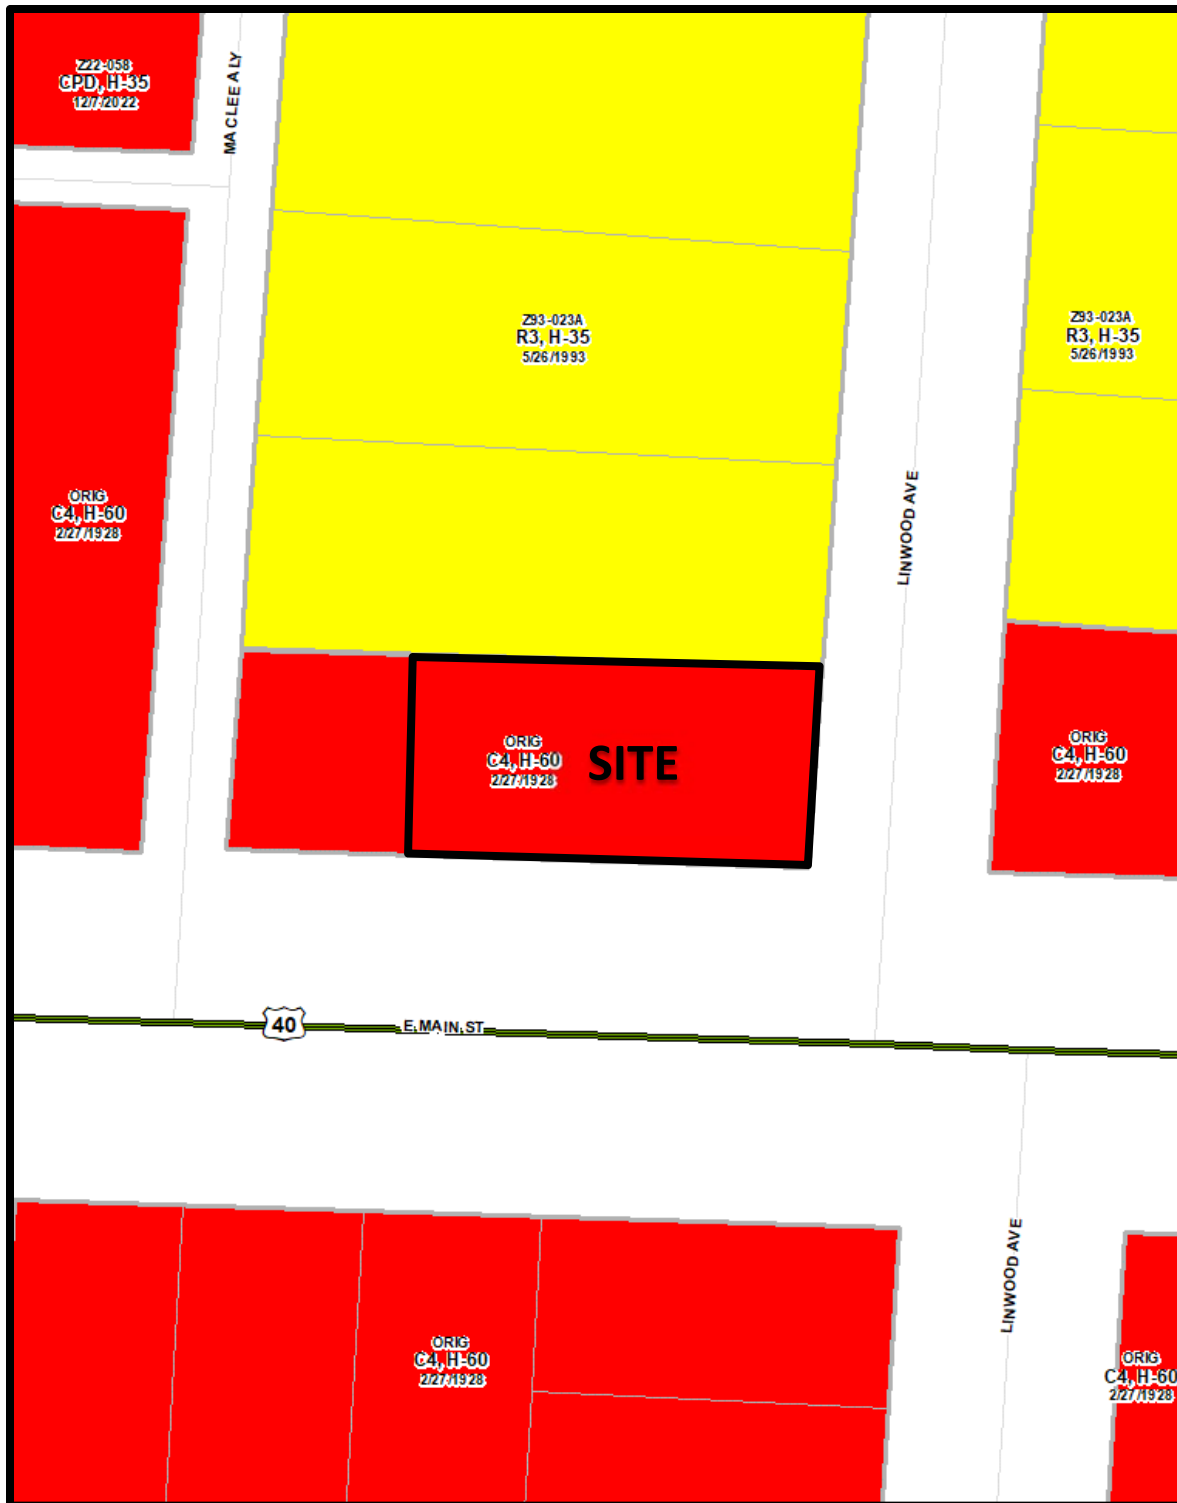 Z22-058
CPD, H-35
12/7/2022
MACLEE ALY
Z93-023A
R3, H-35
5/26/1993
Z93-023A
R3, H-35
5/26/1993
ORIG
C4, H-60
2/27/1928
LINWOOD AVE
ORIG
C4, H-60
2/27/1928
SITE
ORIG
C4, H-60
2/27/1928
40
E MAIN ST
LINWOOD AVE
ORIG
C4, H-60
2/27/1928
ORIG
C4, H-60
2/27/1928